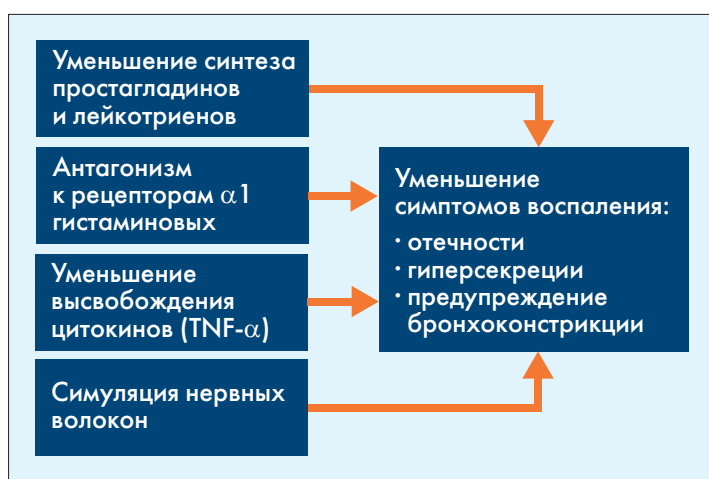 Уменьшение синтеза
простагладинов
и лейкотриенов
Антагонизм
к рецепторам α1
гистаминовых
Уменьшение
высвобождения
цитокинов (TNF-α)
Симуляция нервных
волокон
Уменьшение
симптомов воспаления:
· отечности
· гиперсекреции
· предупреждение
бронхоконстрикции